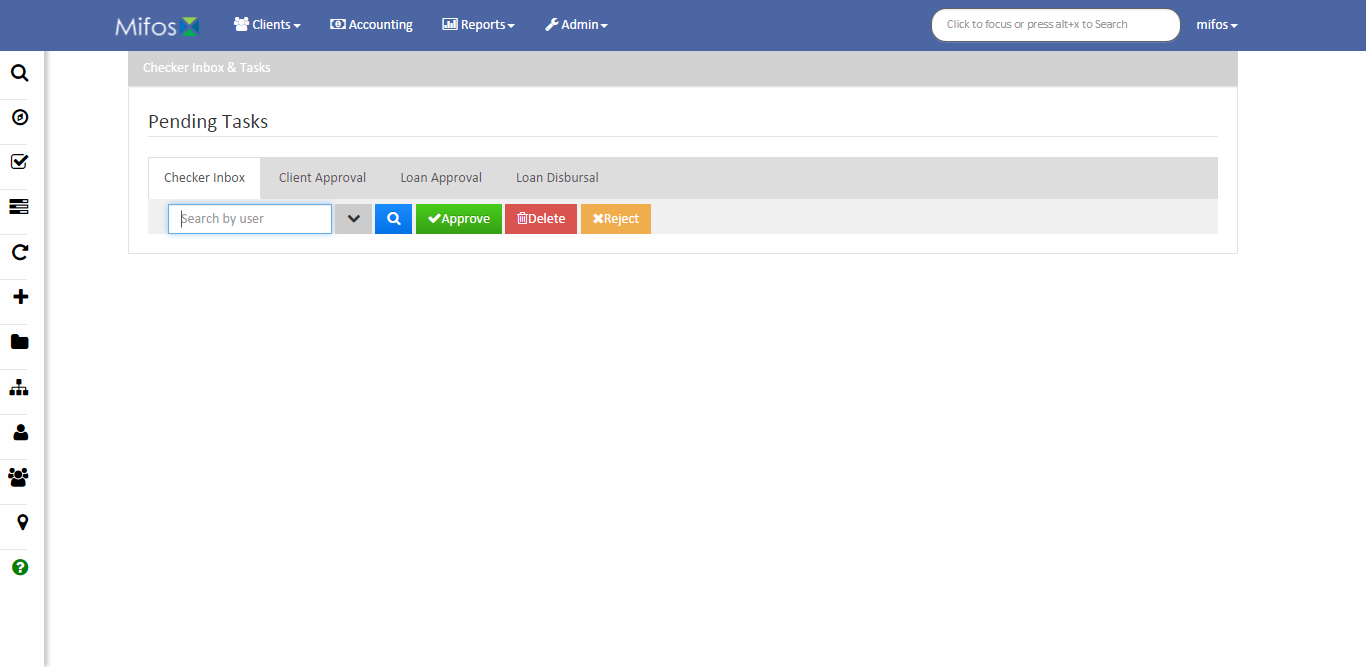 Mifos Clients Accounting Reports Admin Click to focus or press alt+x to Search mifos
Checker Inbox & Tasks
Pending Tasks
Checker Inbox Client Approval Loan Approval Loan Disbursal
Search by user Approve Delete Reject